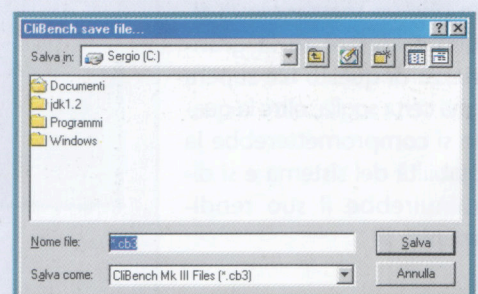 CliBench save file...
Salva in: Sergio (C:)
Documenti
jdk1.2
Programmi
Windows
Nome file: *.cb3 Salva
Salva come: CliBench Mk III Files (*.cb3) Annulla